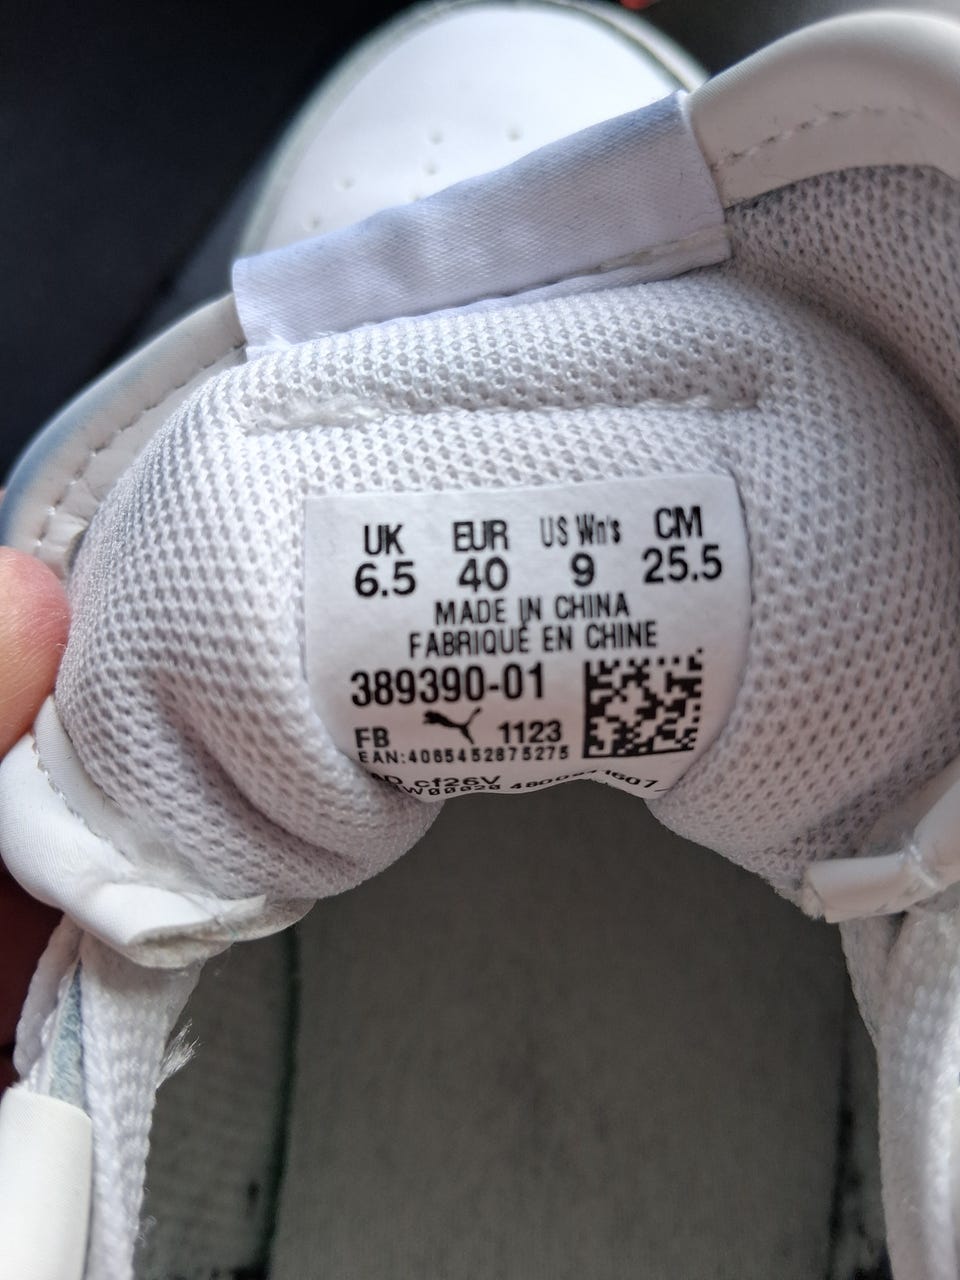 UK EUR US Wn's CM
6.5 40 9 25.5
MADE IN CHINA
FABRIQUÉ EN CHINE
389390-01
FB 1123
EAN:4065452875275
cf26V